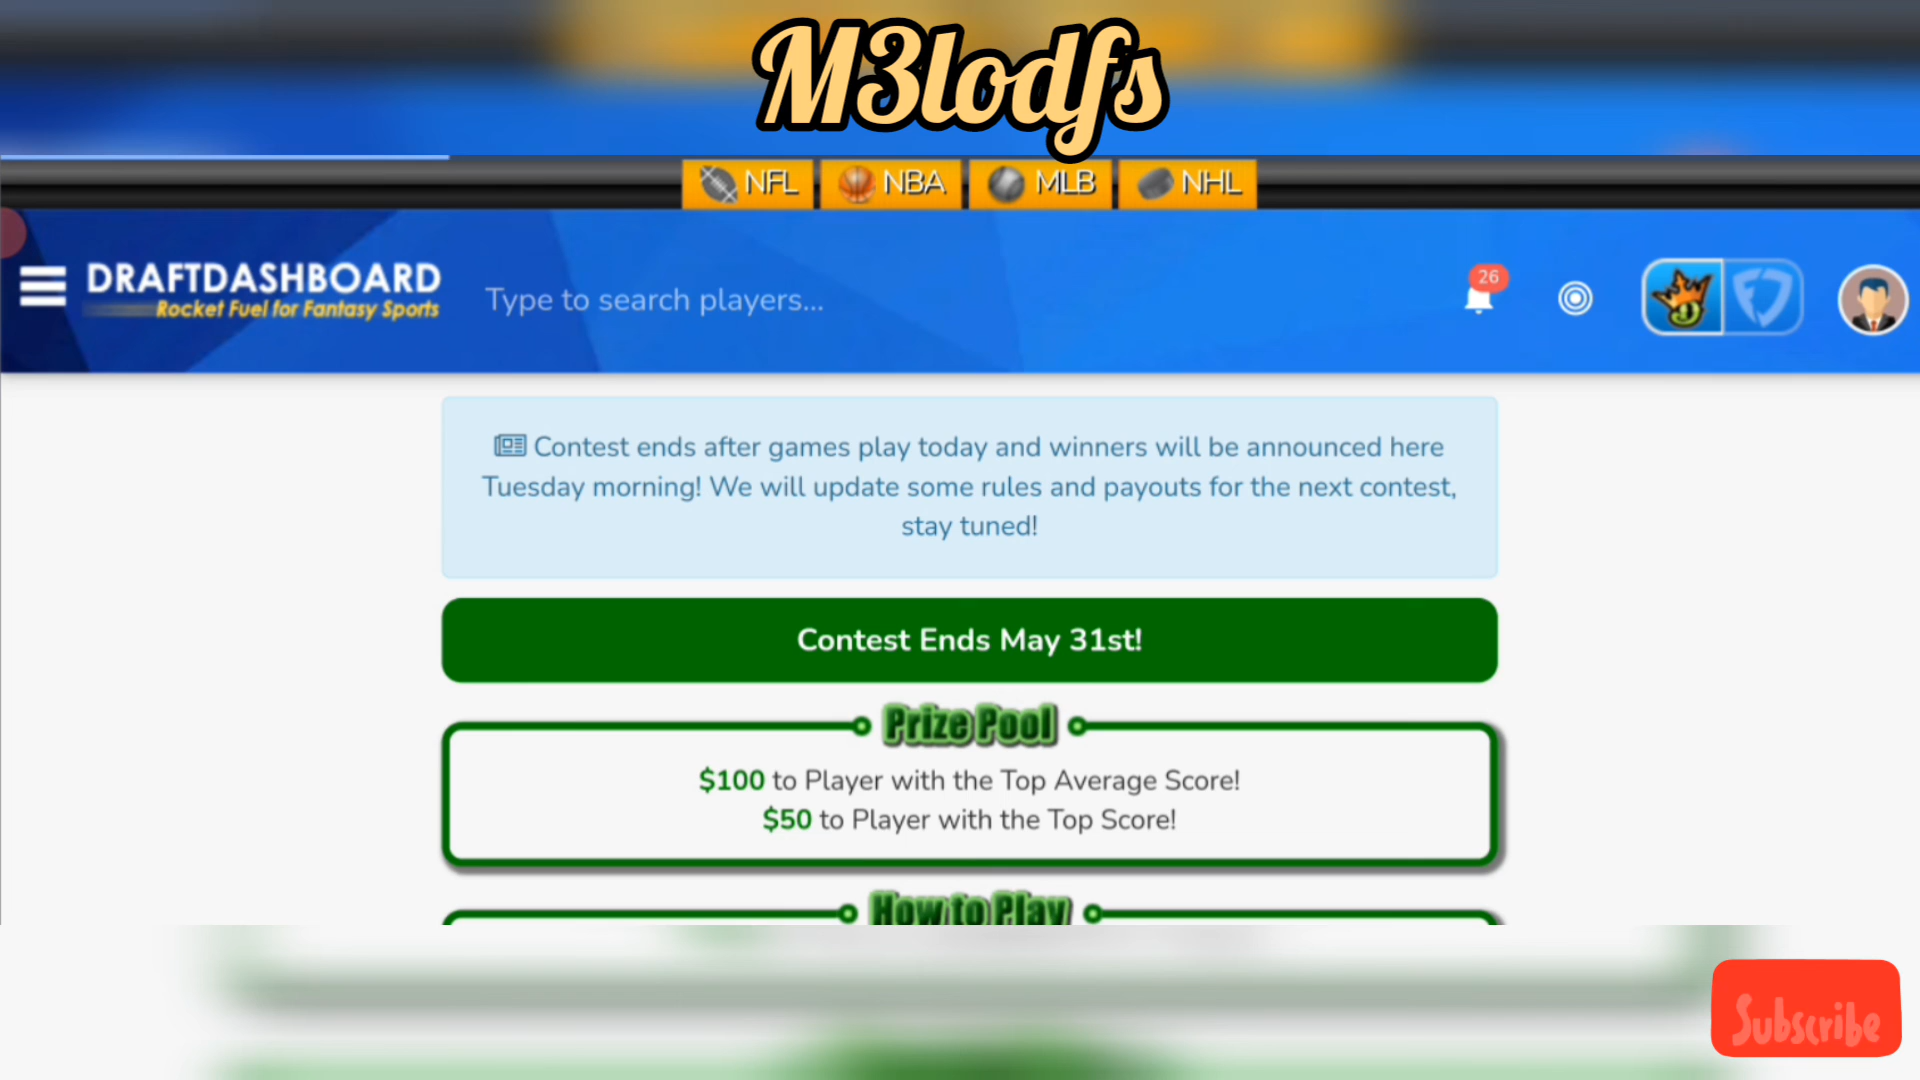 M3lodfs
NFL NBA MLB NHL
DRAFTDASHBOARD
Rocket Fuel for Fantasy Sports
Type to search players...
26
Contest ends after games play today and winners will be announced here
Tuesday morning! We will update some rules and payouts for the next contest,
stay tuned!
Contest Ends May 31st!
Prize Pool
$100 to Player with the Top Average Score!
$50 to Player with the Top Score!
How to Play
Subscribe